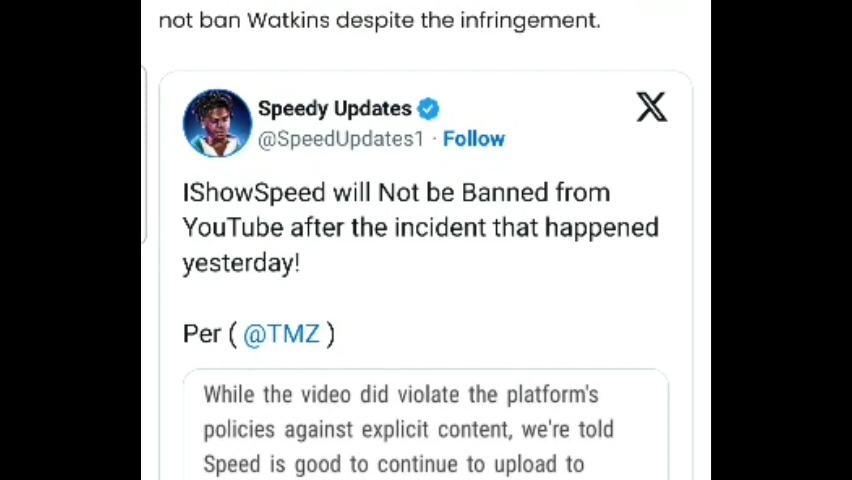 not ban Watkins despite the infringement.
Speedy Updates
@SpeedUpdates1 · Follow
IShowSpeed will Not be Banned from
YouTube after the incident that happened
yesterday!
Per ( @TMZ )
While the video did violate the platform's
policies against explicit content, we're told
Speed is good to continue to upload to